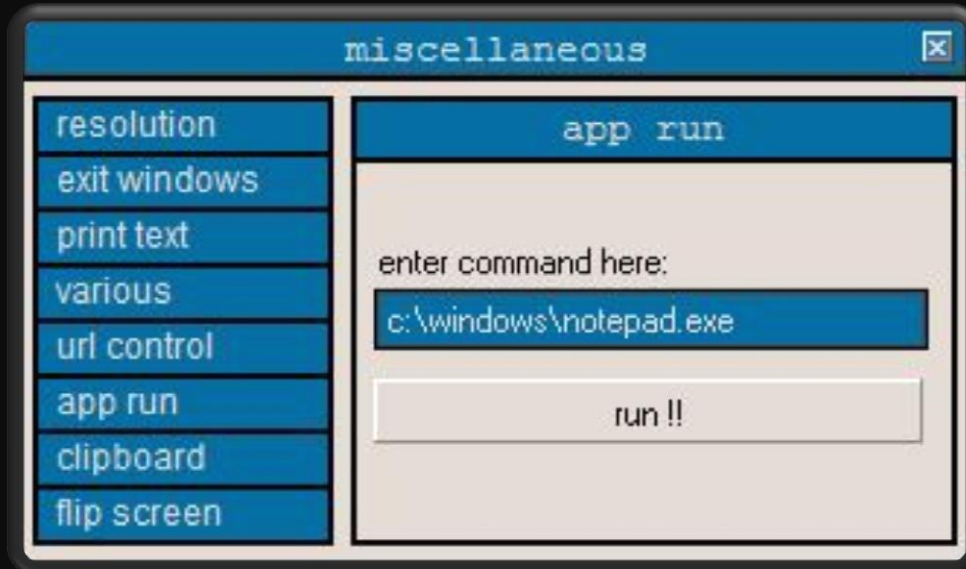 miscellaneous
resolution
exit windows
print text
various
url control
app run
clipboard
flip screen
app run
enter command here:
c:\windows\notepad.exe
run !!